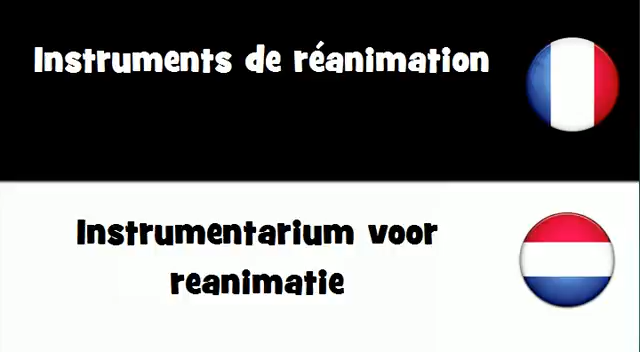 Instruments de réanimation
Instrumentarium voor
reanimatie